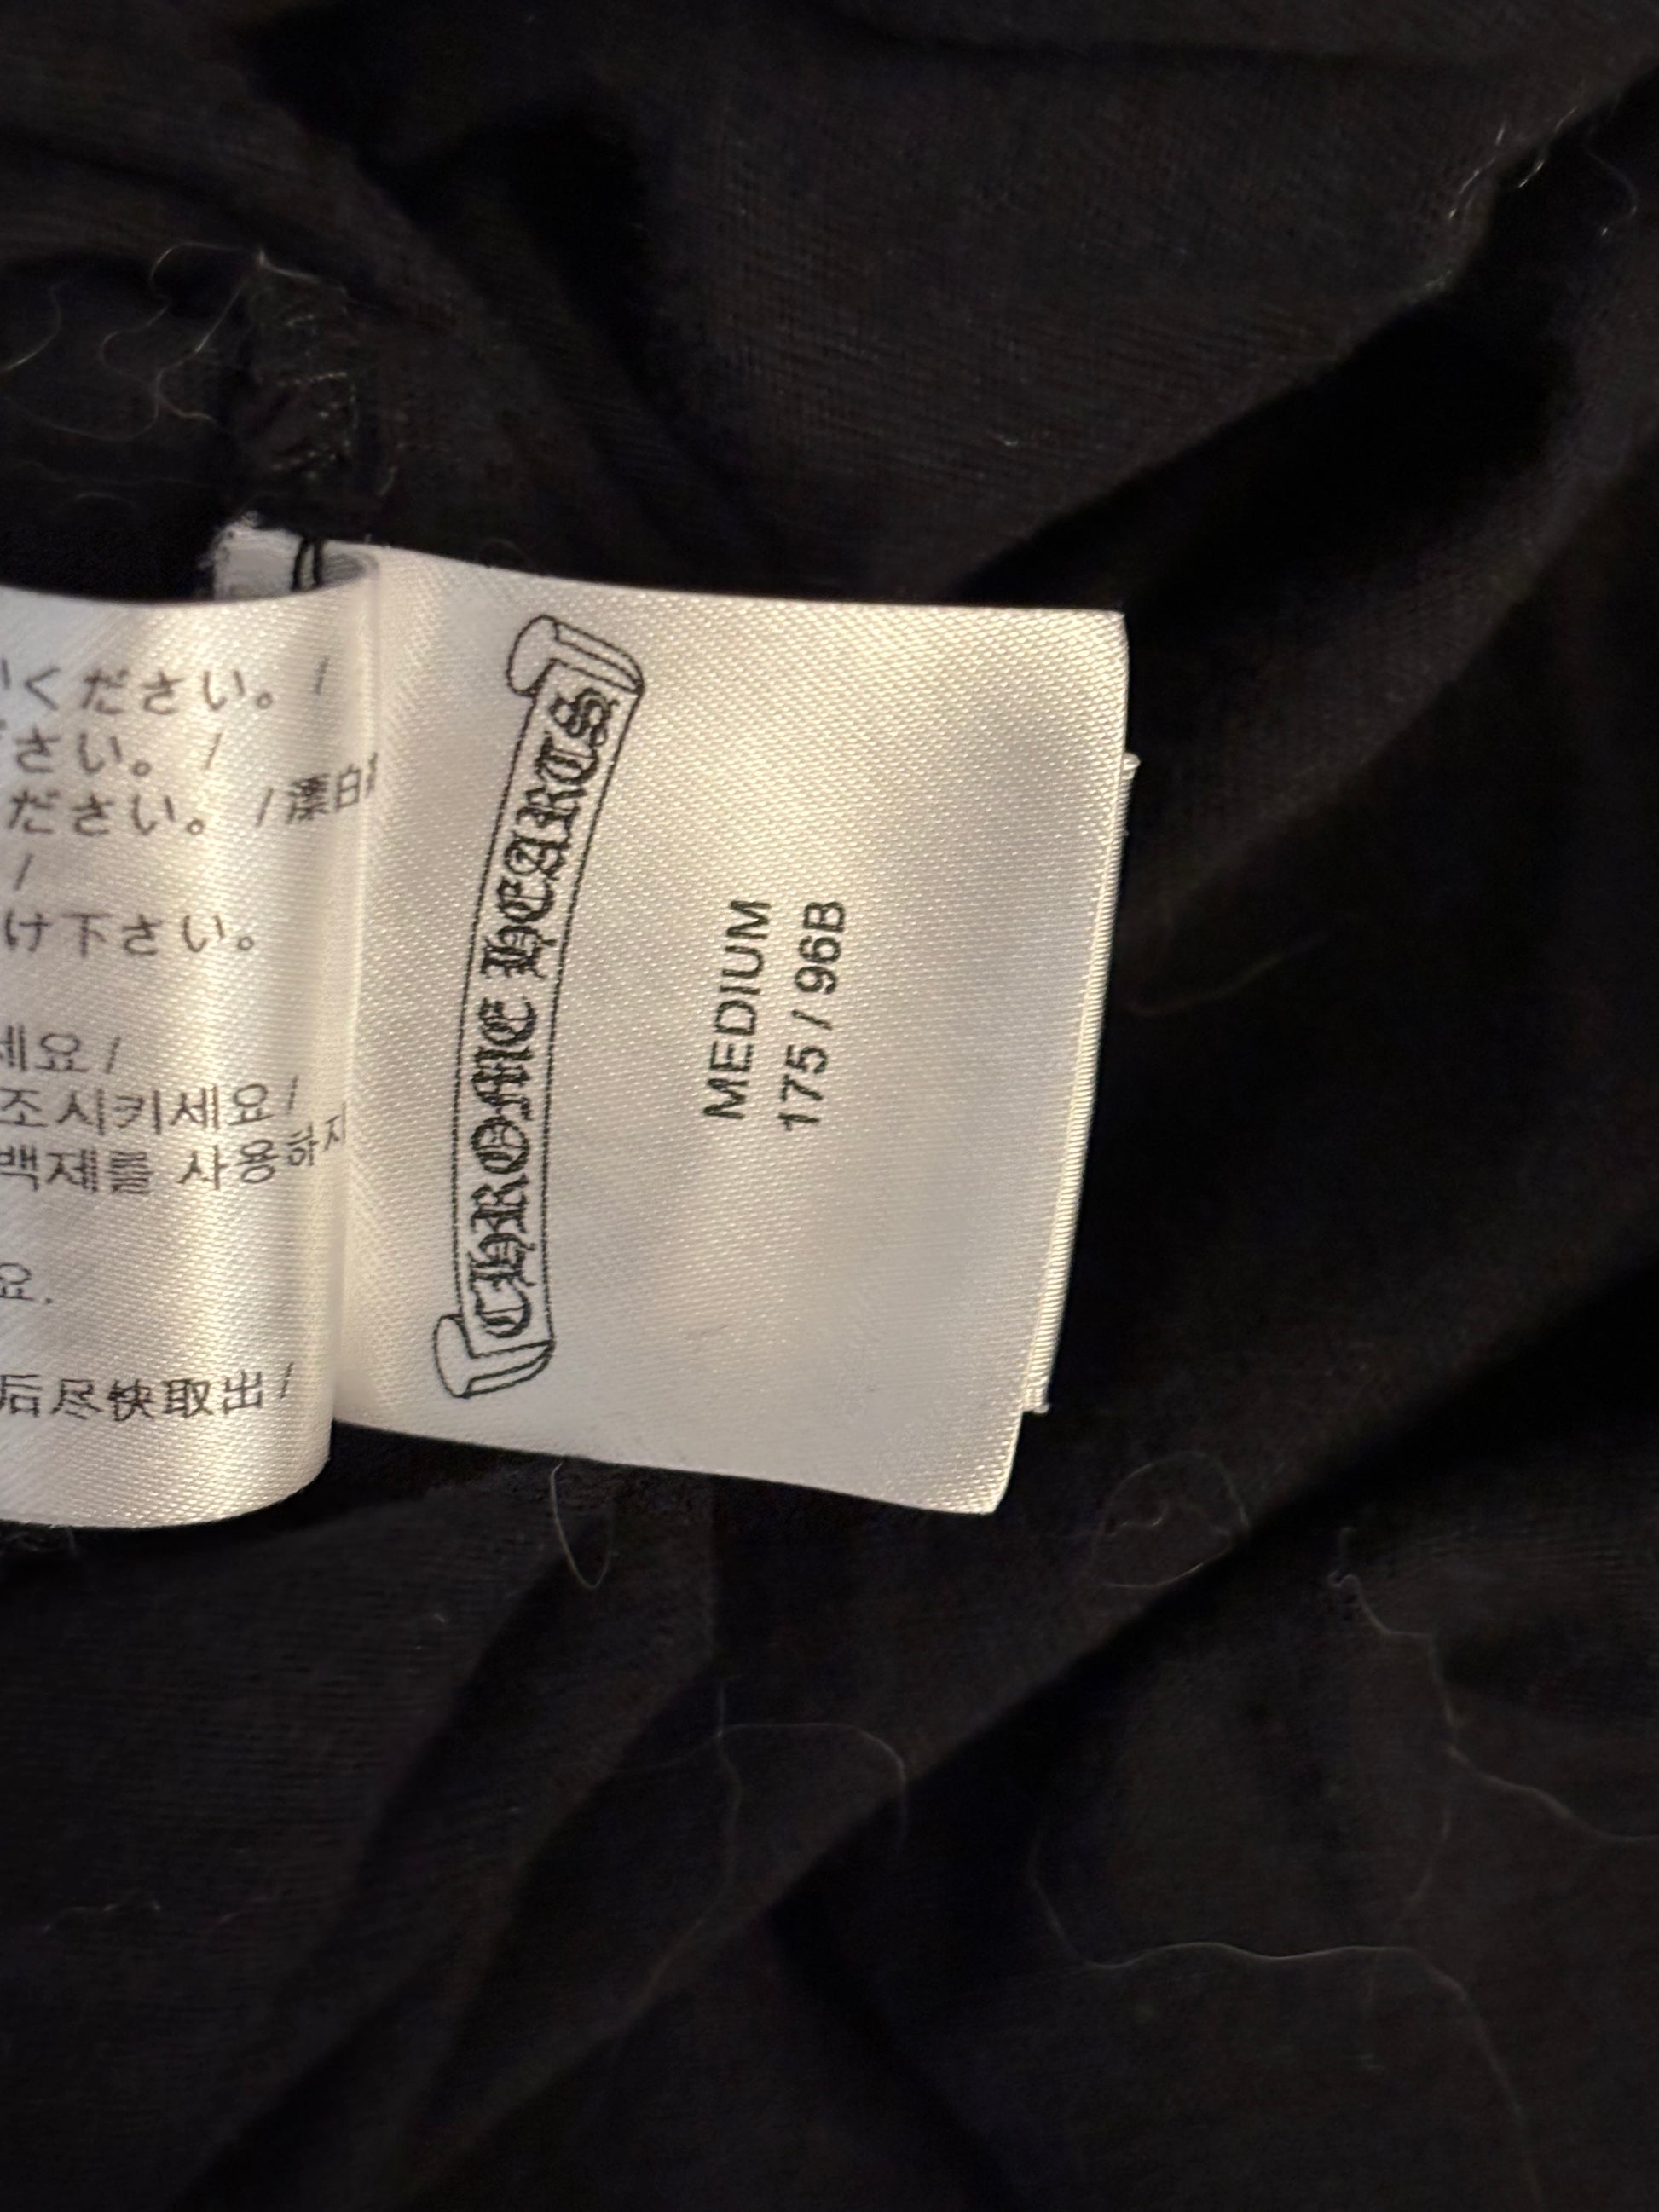 ください。 /
さい。 /
ださい。 /漂白
/
け下さい。
세요 /
조시키세요 /
백제를 사용하지
요.
后尽快取出 /
CHROME HEARTS
MEDIUM
175 / 96B